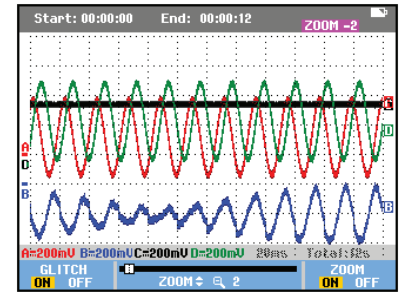 Start: 00:00:00 End: 00:00:12
ZOOM -2
D
A
D
B
B
A=200mV B=200mV C=200mV D=200mV 20ms Total:12s
GLITCH ZOOM
ON OFF ZOOM 2 ON OFF